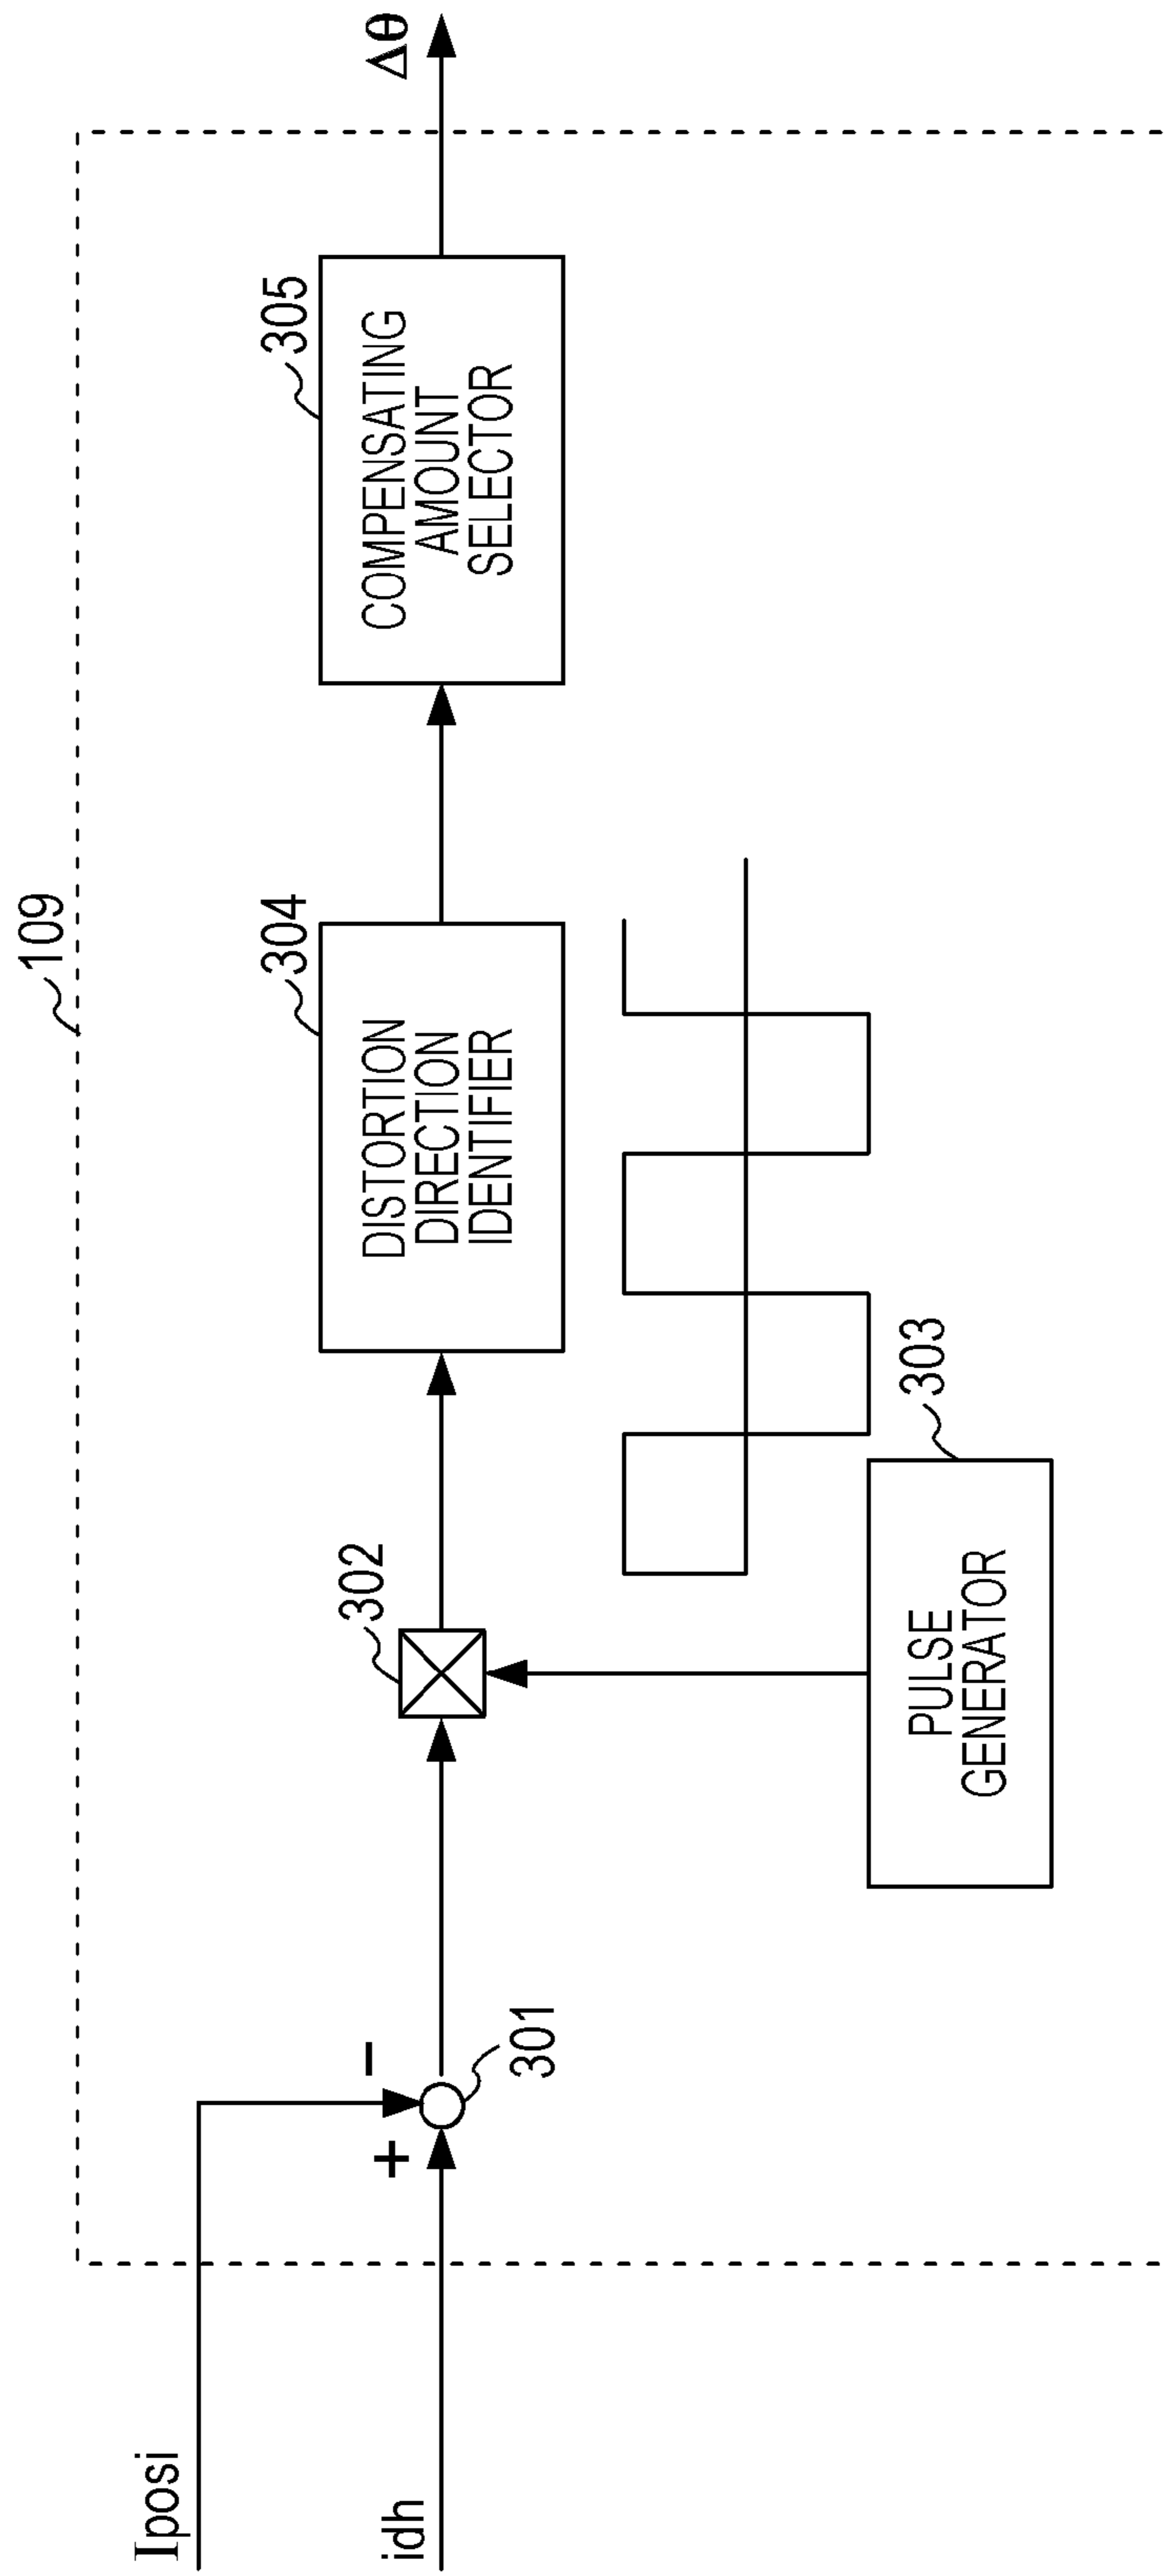 109
Iposi
idh
+
−
301
302
PULSE
GENERATOR
303
DISTORTION
DIRECTION
IDENTIFIER
304
COMPENSATING
AMOUNT
SELECTOR
305
Δθ